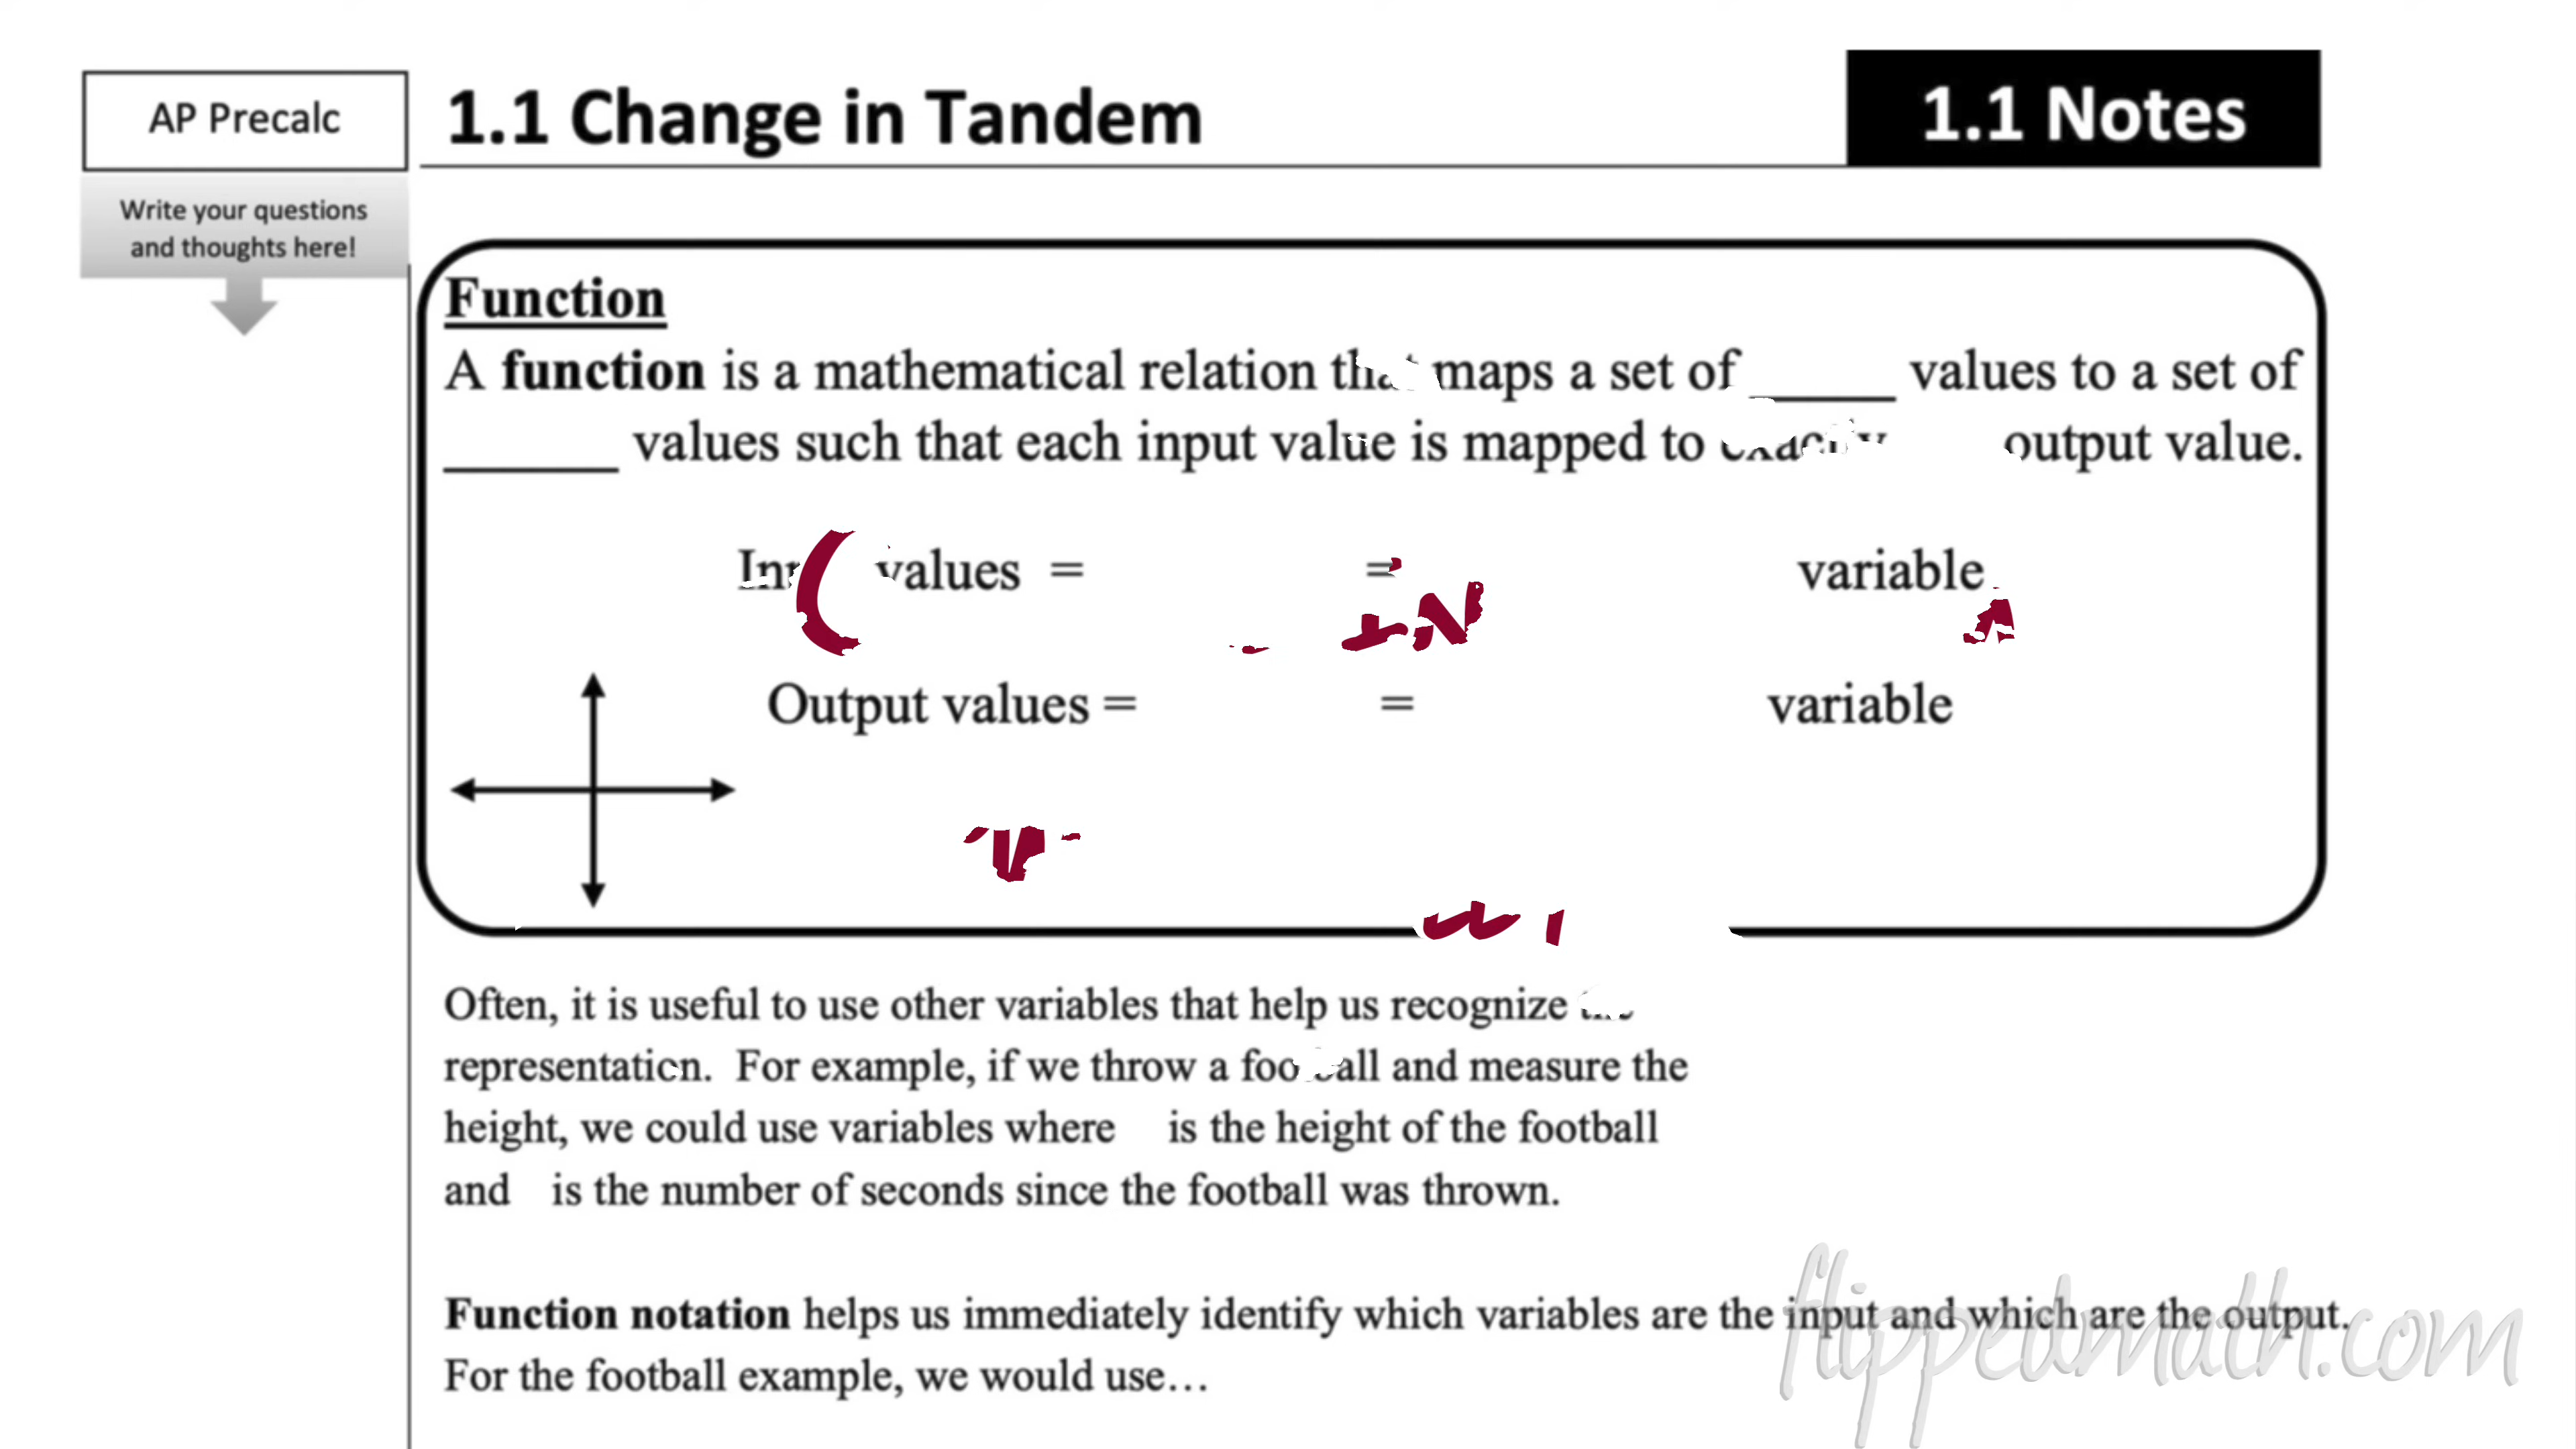 AP Precalc
1.1 Change in Tandem
1.1 Notes
Write your questions
and thoughts here!
Function
A function is a mathematical relation that maps a set of _____ values to a set of
______ values such that each input value is mapped to exactly output value.
values = =
variable
Output values = = variable
Often, it is useful to use other variables that help us recognize
representation. For example, if we throw a football and measure the
height, we could use variables where is the height of the football
and is the number of seconds since the football was thrown.
Function notation helps us immediately identify which variables are the input and which are the output.
For the football example, we would use...
flippedmath.com